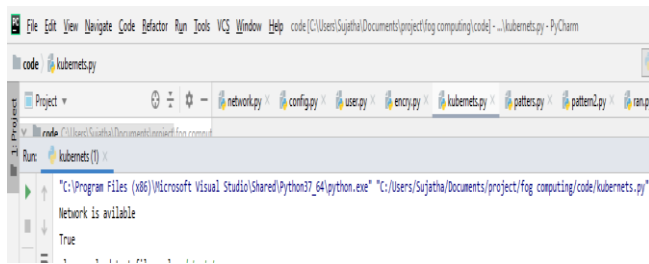 File Edit View Navigate Code Refactor Run Tools VCS Window Help code [C:\Users\Sujatha\Documents\project\fog computing\code] - ...\kubernets.py - PyCharm
code kubernets.py
1: Project
Project network.py config.py user.py encry.py kubernets.py patters.py pattern2.py ran.p
code C:\Users\Sujatha\Documents\project\fog comput
Run: kubernets (1)
"C:\Program Files (x86)\Microsoft Visual Studio\Shared\Python37_64\python.exe" "C:/Users/Sujatha/Documents/project/fog computing/code/kubernets.py"
Network is avilable
True